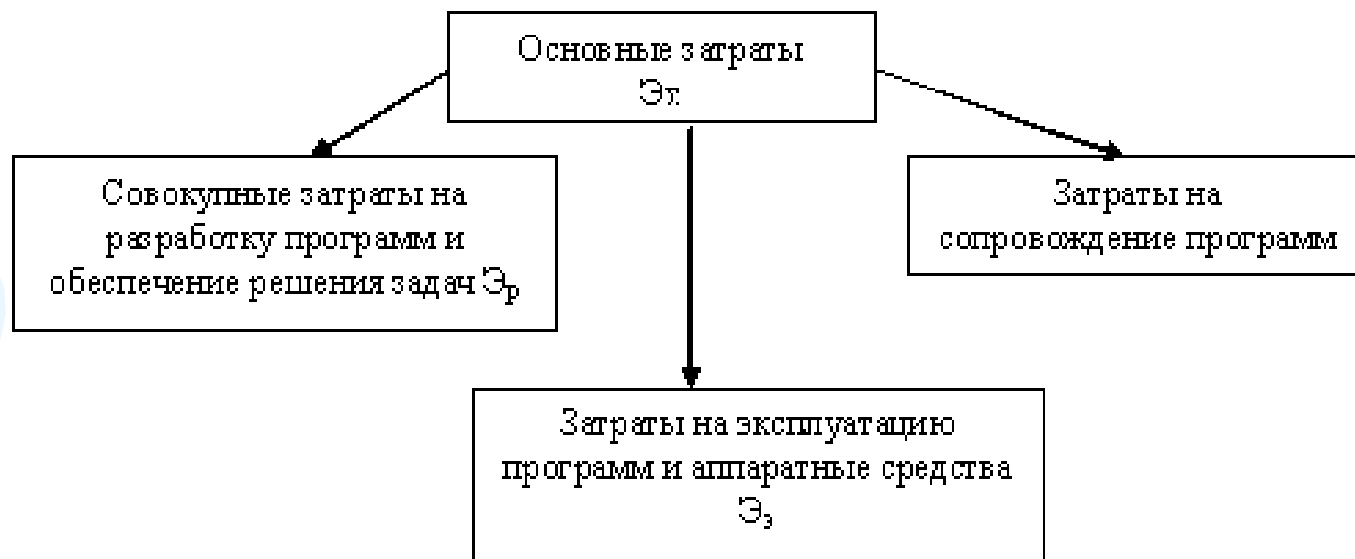 Основные затраты
Эт
Совокупные затраты на
разработку программ и
обеспечение решения задач Эр
Затраты на
сопровождение программ
Затраты на эксплуатацию
программ и аппаратные средства
Ээ